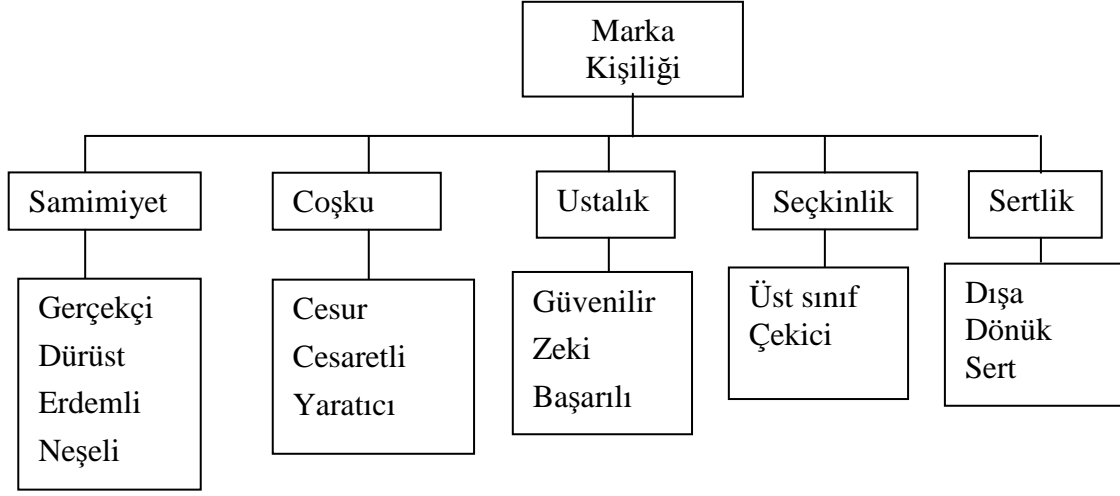 Marka
Kişiliği
Samimiyet
Coşku
Ustalık
Seçkinlik
Sertlik
Gerçekçi
Dürüst
Erdemli
Neşeli
Cesur
Cesaretli
Yaratıcı
Güvenilir
Zeki
Başarılı
Üst sınıf
Çekici
Dışa
Dönük
Sert